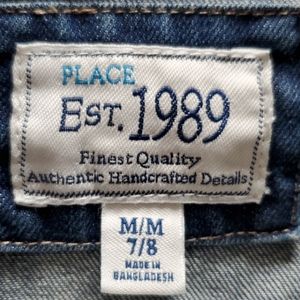 PLACE
EST. 1989
Finest Quality
Authentic Handcrafted Details
M/M
7/8
MADE IN
BANGLADESH